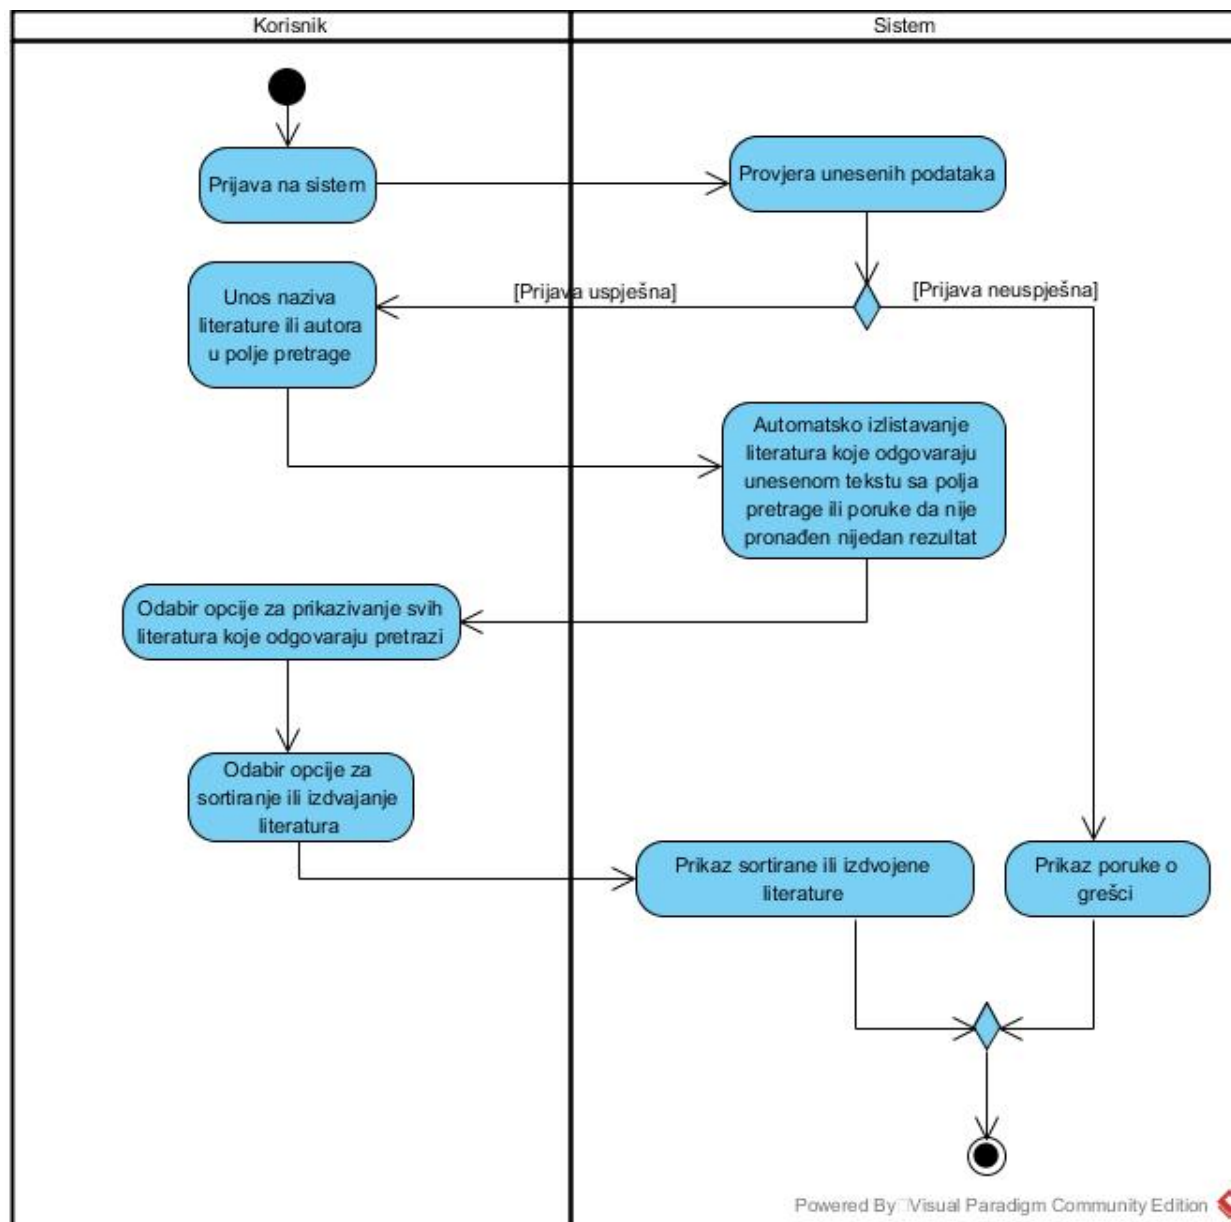 Korisnik
Sistem
Prijava na sistem
Provjera unesenih podataka
[Prijava uspješna]
[Prijava neuspješna]
Unos naziva
literature ili autora
u polje pretrage
Automatsko izlistavanje
literatura koje odgovaraju
unesenom tekstu sa polja
pretrage ili poruke da nije
pronađen nijedan rezultat
Odabir opcije za prikazivanje svih
literatura koje odgovaraju pretrazi
Odabir opcije za
sortiranje ili izdvajanje
literatura
Prikaz sortirane ili izdvojene
literature
Prikaz poruke o
grešci
Powered By Visual Paradigm Community Edition